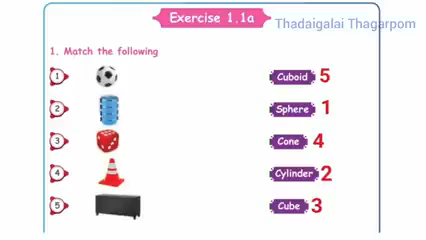 Exercise 1.1a
Thadaigalai Thagarpom
1. Match the following
1 Cuboid 5
2 Sphere 1
3 Cone 4
4 Cylinder 2
5 Cube 3